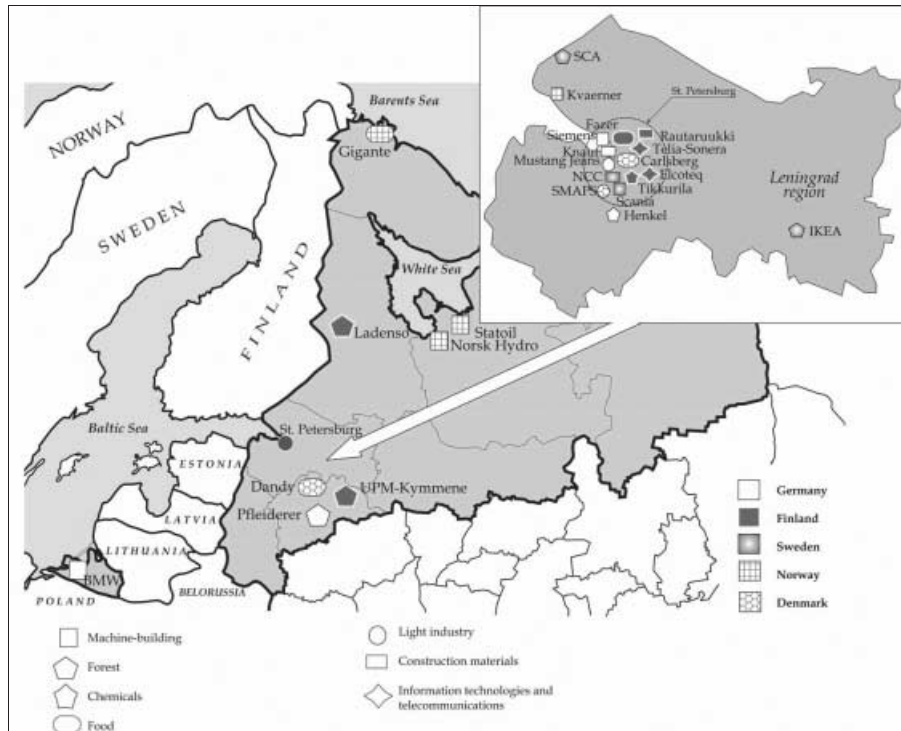 SCA
Kvaerner
St. Petersburg
Fazer
Siemens
Rautaruukki
Knauf
Telia-Sonera
Mustang Jeans
Carlsberg
NCC
Elcoteq
SMAPS
Tikkurila
Scania
Henkel
Leningrad
region
IKEA
Barents Sea
NORWAY
Gigante
SWEDEN
FINLAND
White Sea
Ladenso
Statoil
Norsk Hydro
Baltic Sea
St. Petersburg
ESTONIA
Dandy
UPM-Kymmene
LATVIA
Pfleiderer
LITHUANIA
BMW
POLAND
BELORUSSIA
Germany
Finland
Sweden
Norway
Denmark
Machine-building
Forest
Chemicals
Food
Light industry
Construction materials
Information technologies and
telecommunications